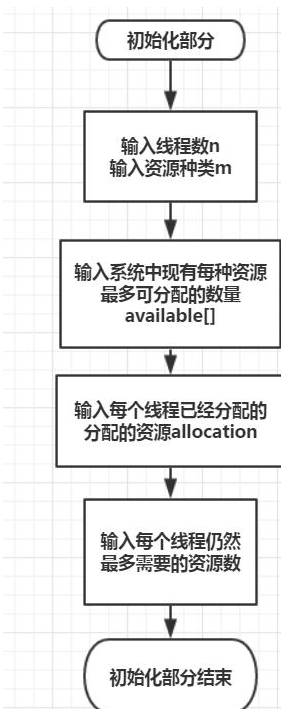 初始化部分
输入线程数n
输入资源种类m
输入系统中现有每种资源
最多可分配的数量
available[]
输入每个线程已经分配的
分配的资源allocation
输入每个线程仍然
最多需要的资源数
初始化部分结束